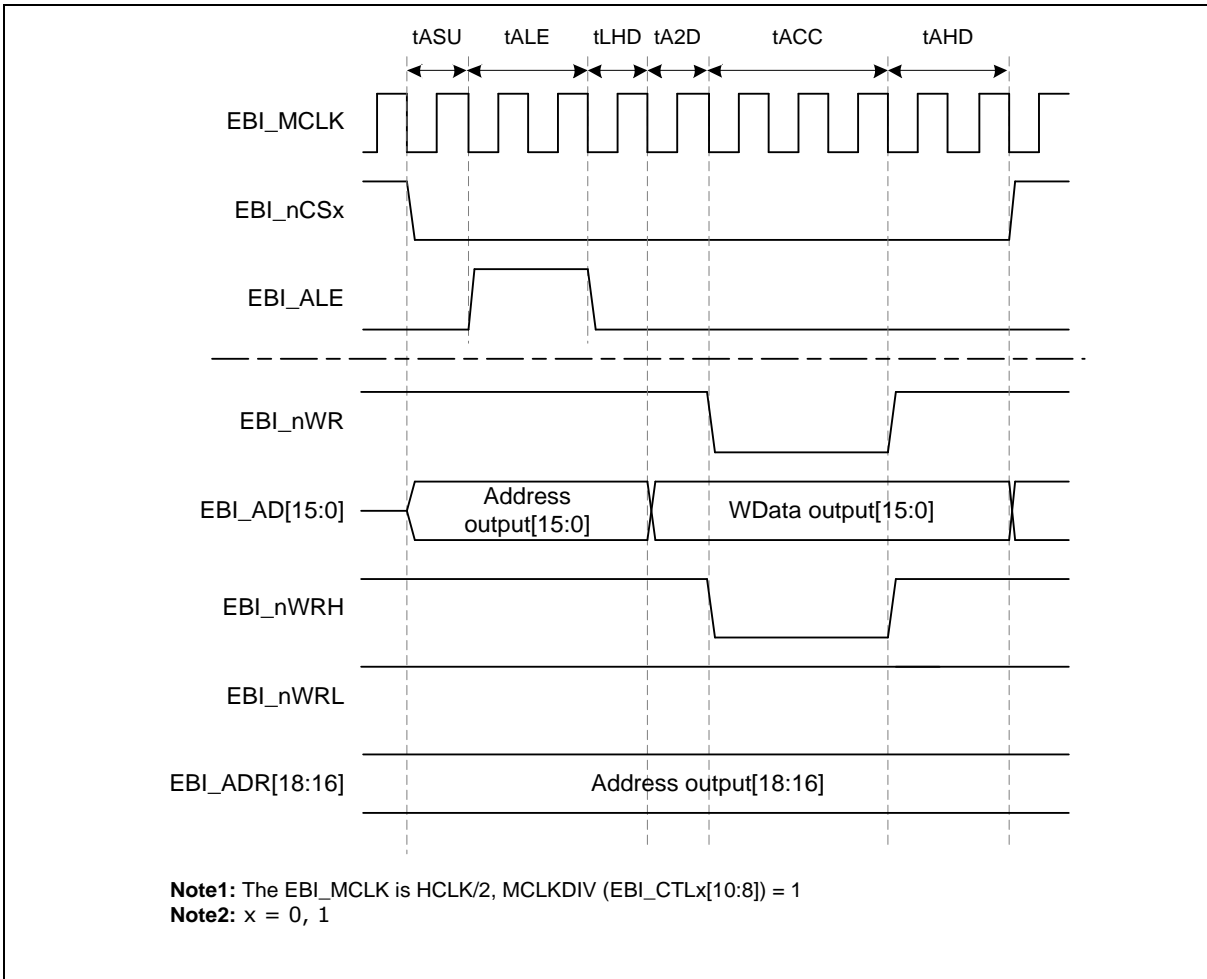 tASU tALE tLHD tA2D tACC tAHD
EBI_MCLK
EBI_nCSx
EBI_ALE
EBI_nWR
EBI_AD[15:0]
Address
output[15:0]
WData output[15:0]
EBI_nWRH
EBI_nWRL
EBI_ADR[18:16]
Address output[18:16]
Note1: The EBI_MCLK is HCLK/2, MCLKDIV (EBI_CTLx[10:8]) = 1
Note2: x = 0, 1